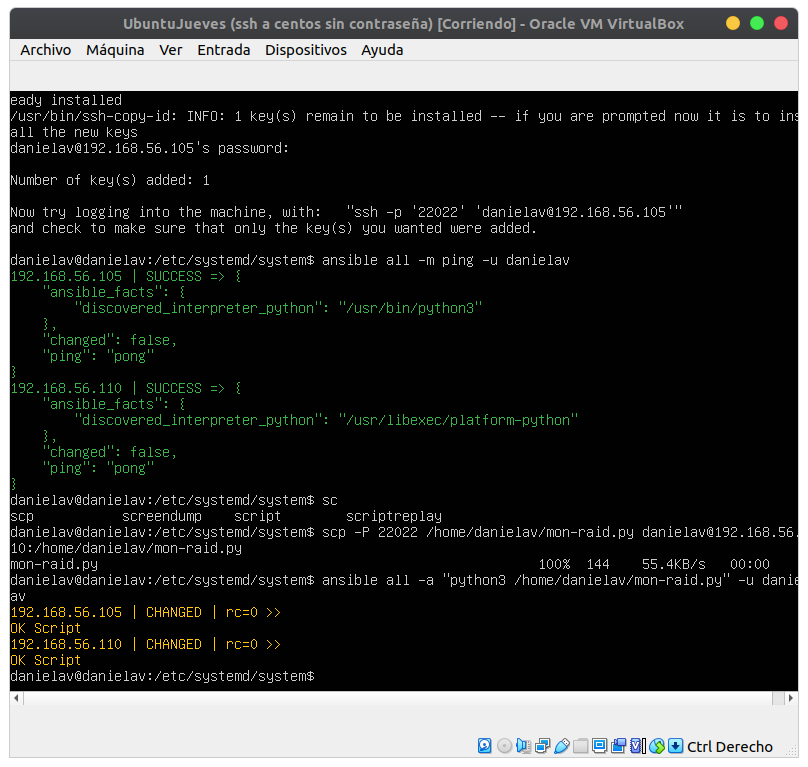 UbuntuJueves (ssh a centos sin contraseña) [Corriendo] - Oracle VM VirtualBox
Archivo Máquina Ver Entrada Dispositivos Ayuda
eady installed
/usr/bin/ssh-copy-id: INFO: 1 key(s) remain to be installed -- if you are prompted now it is to ins
all the new keys
danielav@192.168.56.105's password:
Number of key(s) added: 1
Now try logging into the machine, with:   "ssh -p '22022' 'danielav@192.168.56.105'"
and check to make sure that only the key(s) you wanted were added.
danielav@danielav:/etc/systemd/system$ ansible all -m ping -u danielav
192.168.56.105 | SUCCESS => {
    "ansible_facts": {
        "discovered_interpreter_python": "/usr/bin/python3"
    },
    "changed": false,
    "ping": "pong"
}
192.168.56.110 | SUCCESS => {
    "ansible_facts": {
        "discovered_interpreter_python": "/usr/libexec/platform-python"
    },
    "changed": false,
    "ping": "pong"
}
danielav@danielav:/etc/systemd/system$ sc
scp           screendump    script        scriptreplay
danielav@danielav:/etc/systemd/system$ scp -P 22022 /home/danielav/mon-raid.py danielav@192.168.56.
10:/home/danielav/mon-raid.py
mon-raid.py                                                       100%  144    55.4KB/s   00:00
danielav@danielav:/etc/systemd/system$ ansible all -a "python3 /home/danielav/mon-raid.py" -u danie
av
192.168.56.105 | CHANGED | rc=0 >>
OK Script
192.168.56.110 | CHANGED | rc=0 >>
OK Script
danielav@danielav:/etc/systemd/system$
Ctrl Derecho